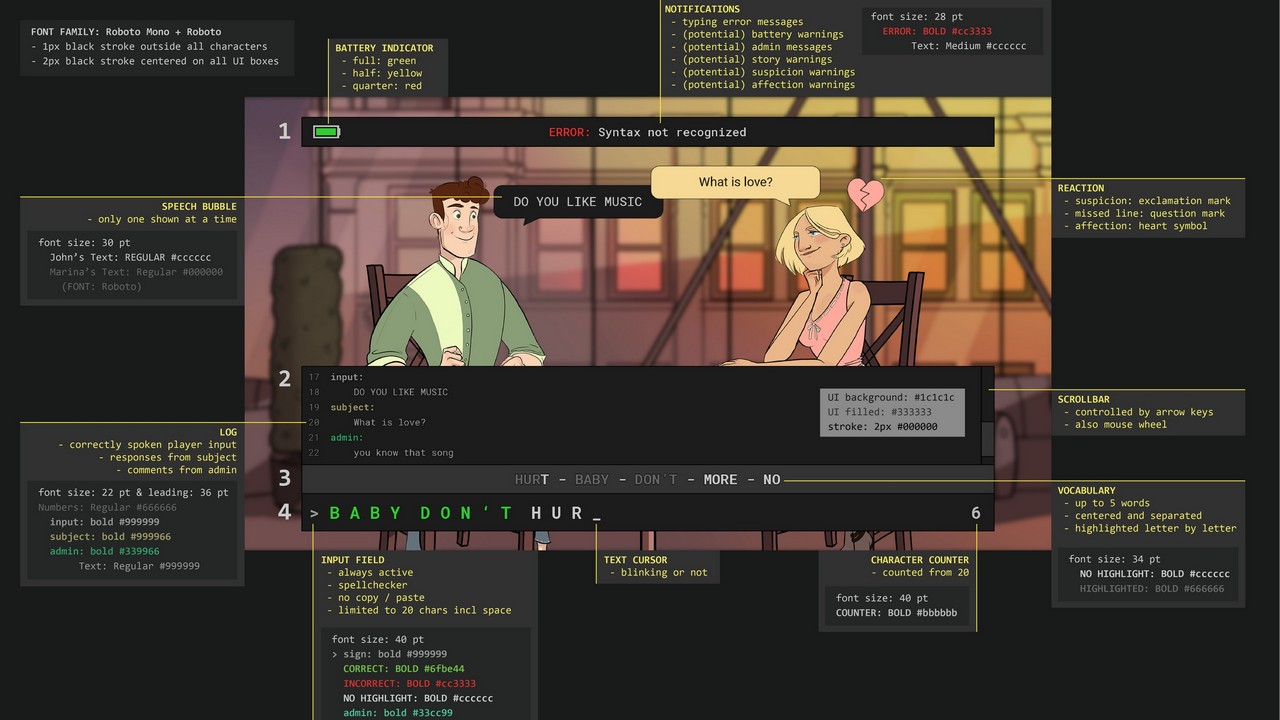 FONT FAMILY: Roboto Mono + Roboto
- 1px black stroke outside all characters
- 2px black stroke centered on all UI boxes
BATTERY INDICATOR
- full: green
- half: yellow
- quarter: red
NOTIFICATIONS
- typing error messages
- (potential) battery warnings
- (potential) admin messages
- (potential) story warnings
- (potential) suspicion warnings
- (potential) affection warnings
font size: 28 pt
ERROR: BOLD #cc3333
Text: Medium #cccccc
1
ERROR: Syntax not recognized
SPEECH BUBBLE
- only one shown at a time
font size: 30 pt
John's Text: REGULAR #cccccc
Marina's Text: Regular #000000
(FONT: Roboto)
DO YOU LIKE MUSIC
What is love?
REACTION
- suspicion: exclamation mark
- missed line: question mark
- affection: heart symbol
2
17 input:
18 DO YOU LIKE MUSIC
19 subject:
20 What is love?
21 admin:
22 you know that song
UI background: #1c1c1c
UI filled: #333333
stroke: 2px #000000
SCROLLBAR
- controlled by arrow keys
- also mouse wheel
LOG
- correctly spoken player input
- responses from subject
- comments from admin
font size: 22 pt & leading: 36 pt
Numbers: Regular #666666
input: bold #999999
subject: bold #999966
admin: bold #339966
Text: Regular #999999
3
HURT - BABY - DON'T - MORE - NO
4
> BABY DON'T HUR_
6
VOCABULARY
- up to 5 words
- centered and separated
- highlighted letter by letter
font size: 34 pt
NO HIGHLIGHT: BOLD #cccccc
HIGHLIGHTED: BOLD #666666
INPUT FIELD
- always active
- spellchecker
- no copy / paste
- limited to 20 chars incl space
font size: 40 pt
> sign: bold #999999
CORRECT: BOLD #6fbe44
INCORRECT: BOLD #cc3333
NO HIGHLIGHT: BOLD #cccccc
admin: bold #33cc99
TEXT CURSOR
- blinking or not
CHARACTER COUNTER
- counted from 20
font size: 40 pt
COUNTER: BOLD #bbbbbb